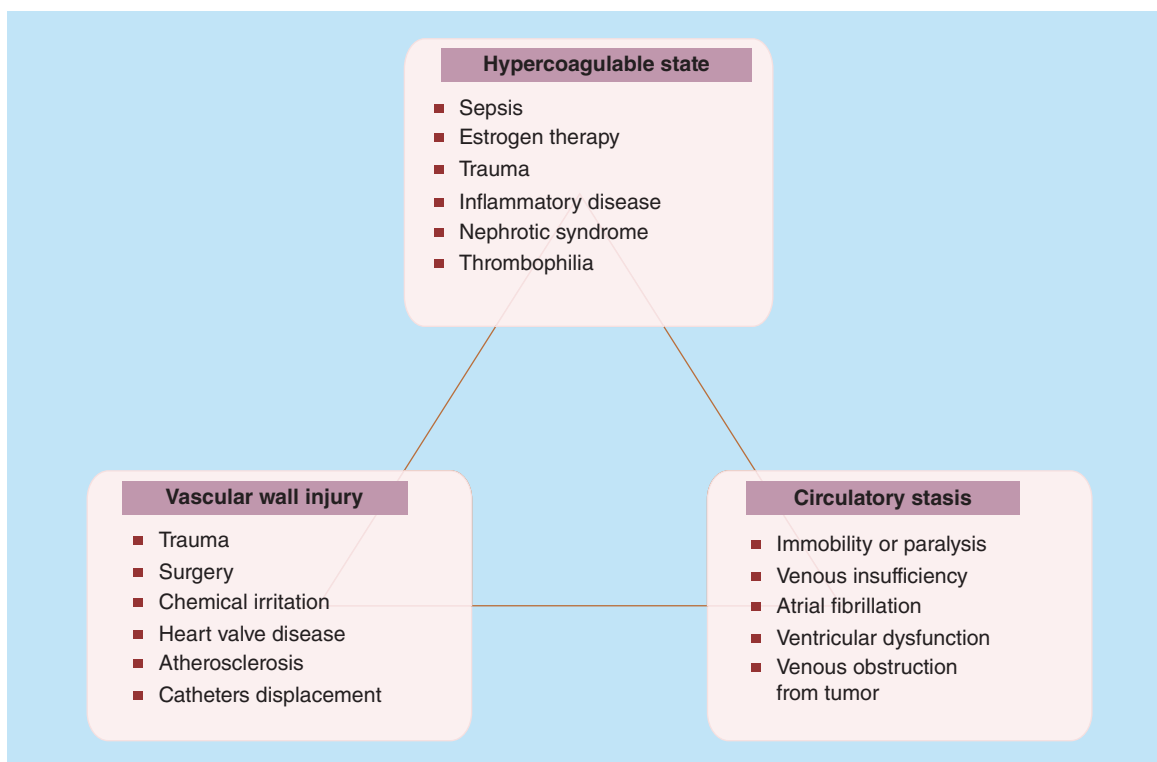 Hypercoagulable state
Sepsis
Estrogen therapy
Trauma
Inflammatory disease
Nephrotic syndrome
Thrombophilia
Vascular wall injury
Trauma
Surgery
Chemical irritation
Heart valve disease
Atherosclerosis
Catheters displacement
Circulatory stasis
Immobility or paralysis
Venous insufficiency
Atrial fibrillation
Ventricular dysfunction
Venous obstruction
from tumor